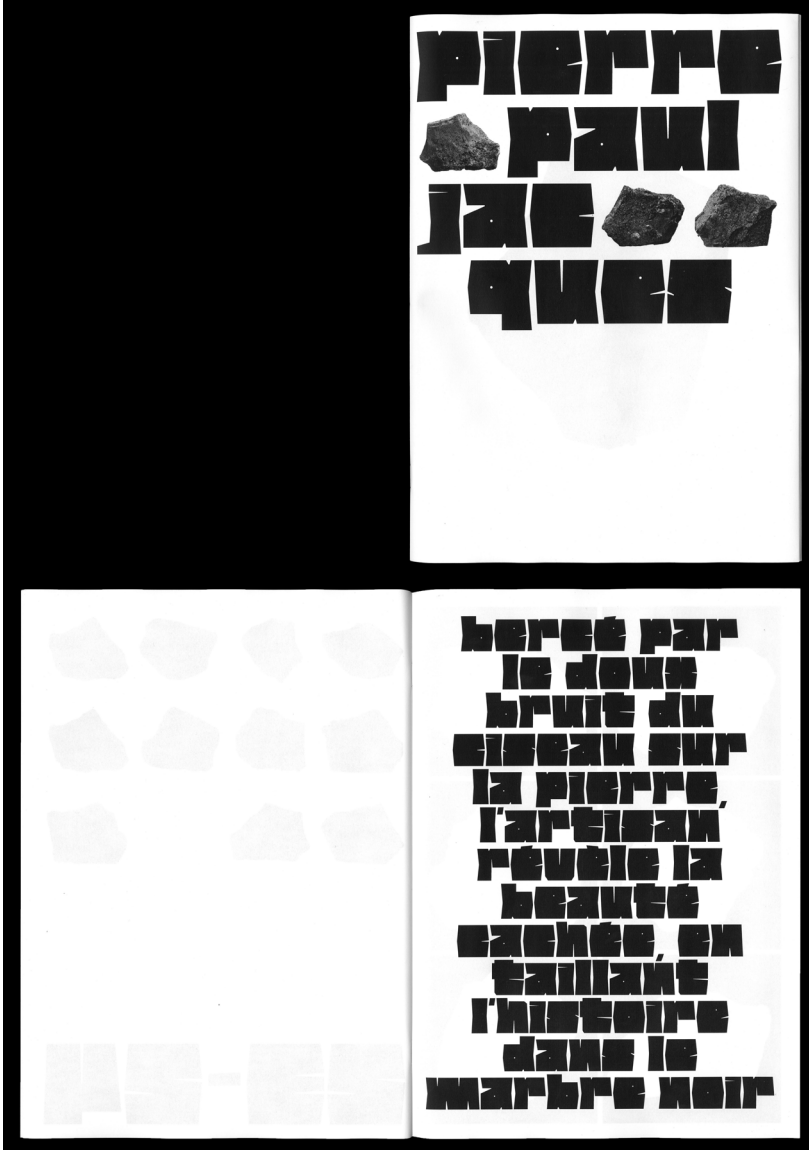 pierre
paul
jac
ques
bercé par
le doux
bruit du
ciseau sur
la pierre,
l'artisan
révèle la
beauté
cachée, en
taillant
l'histoire
dans le
marbre noir